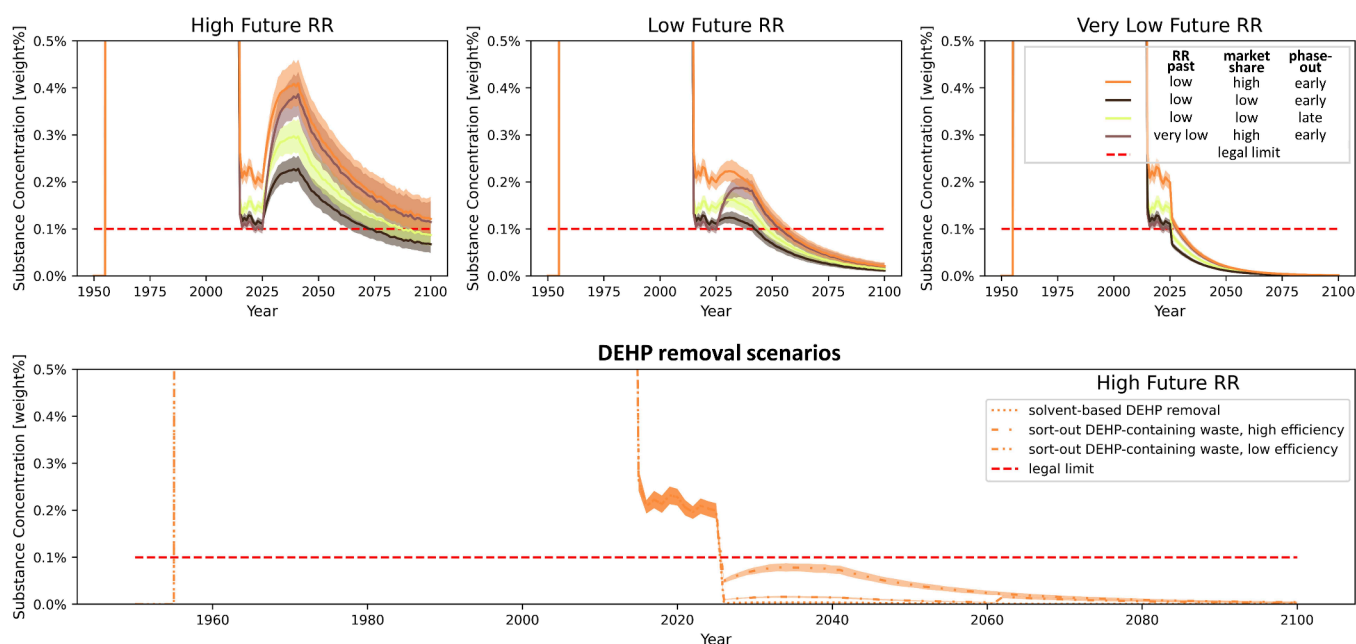 High Future RR
Low Future RR
Very Low Future RR
Substance Concentration [weight%]
0.5%
0.4%
0.3%
0.2%
0.1%
0.0%
1950 1975 2000 2025 2050 2075 2100
Year
Substance Concentration [weight%]
0.5%
0.4%
0.3%
0.2%
0.1%
0.0%
1950 1975 2000 2025 2050 2075 2100
Year
Substance Concentration [weight%]
0.5%
0.4%
0.3%
0.2%
0.1%
0.0%
1950 1975 2000 2025 2050 2075 2100
Year
RR market phase-
past share out
low high early
low low early
low low late
very low high early
legal limit
DEHP removal scenarios
Substance Concentration [weight%]
0.5%
0.4%
0.3%
0.2%
0.1%
0.0%
1960 1980 2000 2020 2040 2060 2080 2100
Year
High Future RR
solvent-based DEHP removal
sort-out DEHP-containing waste, high efficiency
sort-out DEHP-containing waste, low efficiency
legal limit